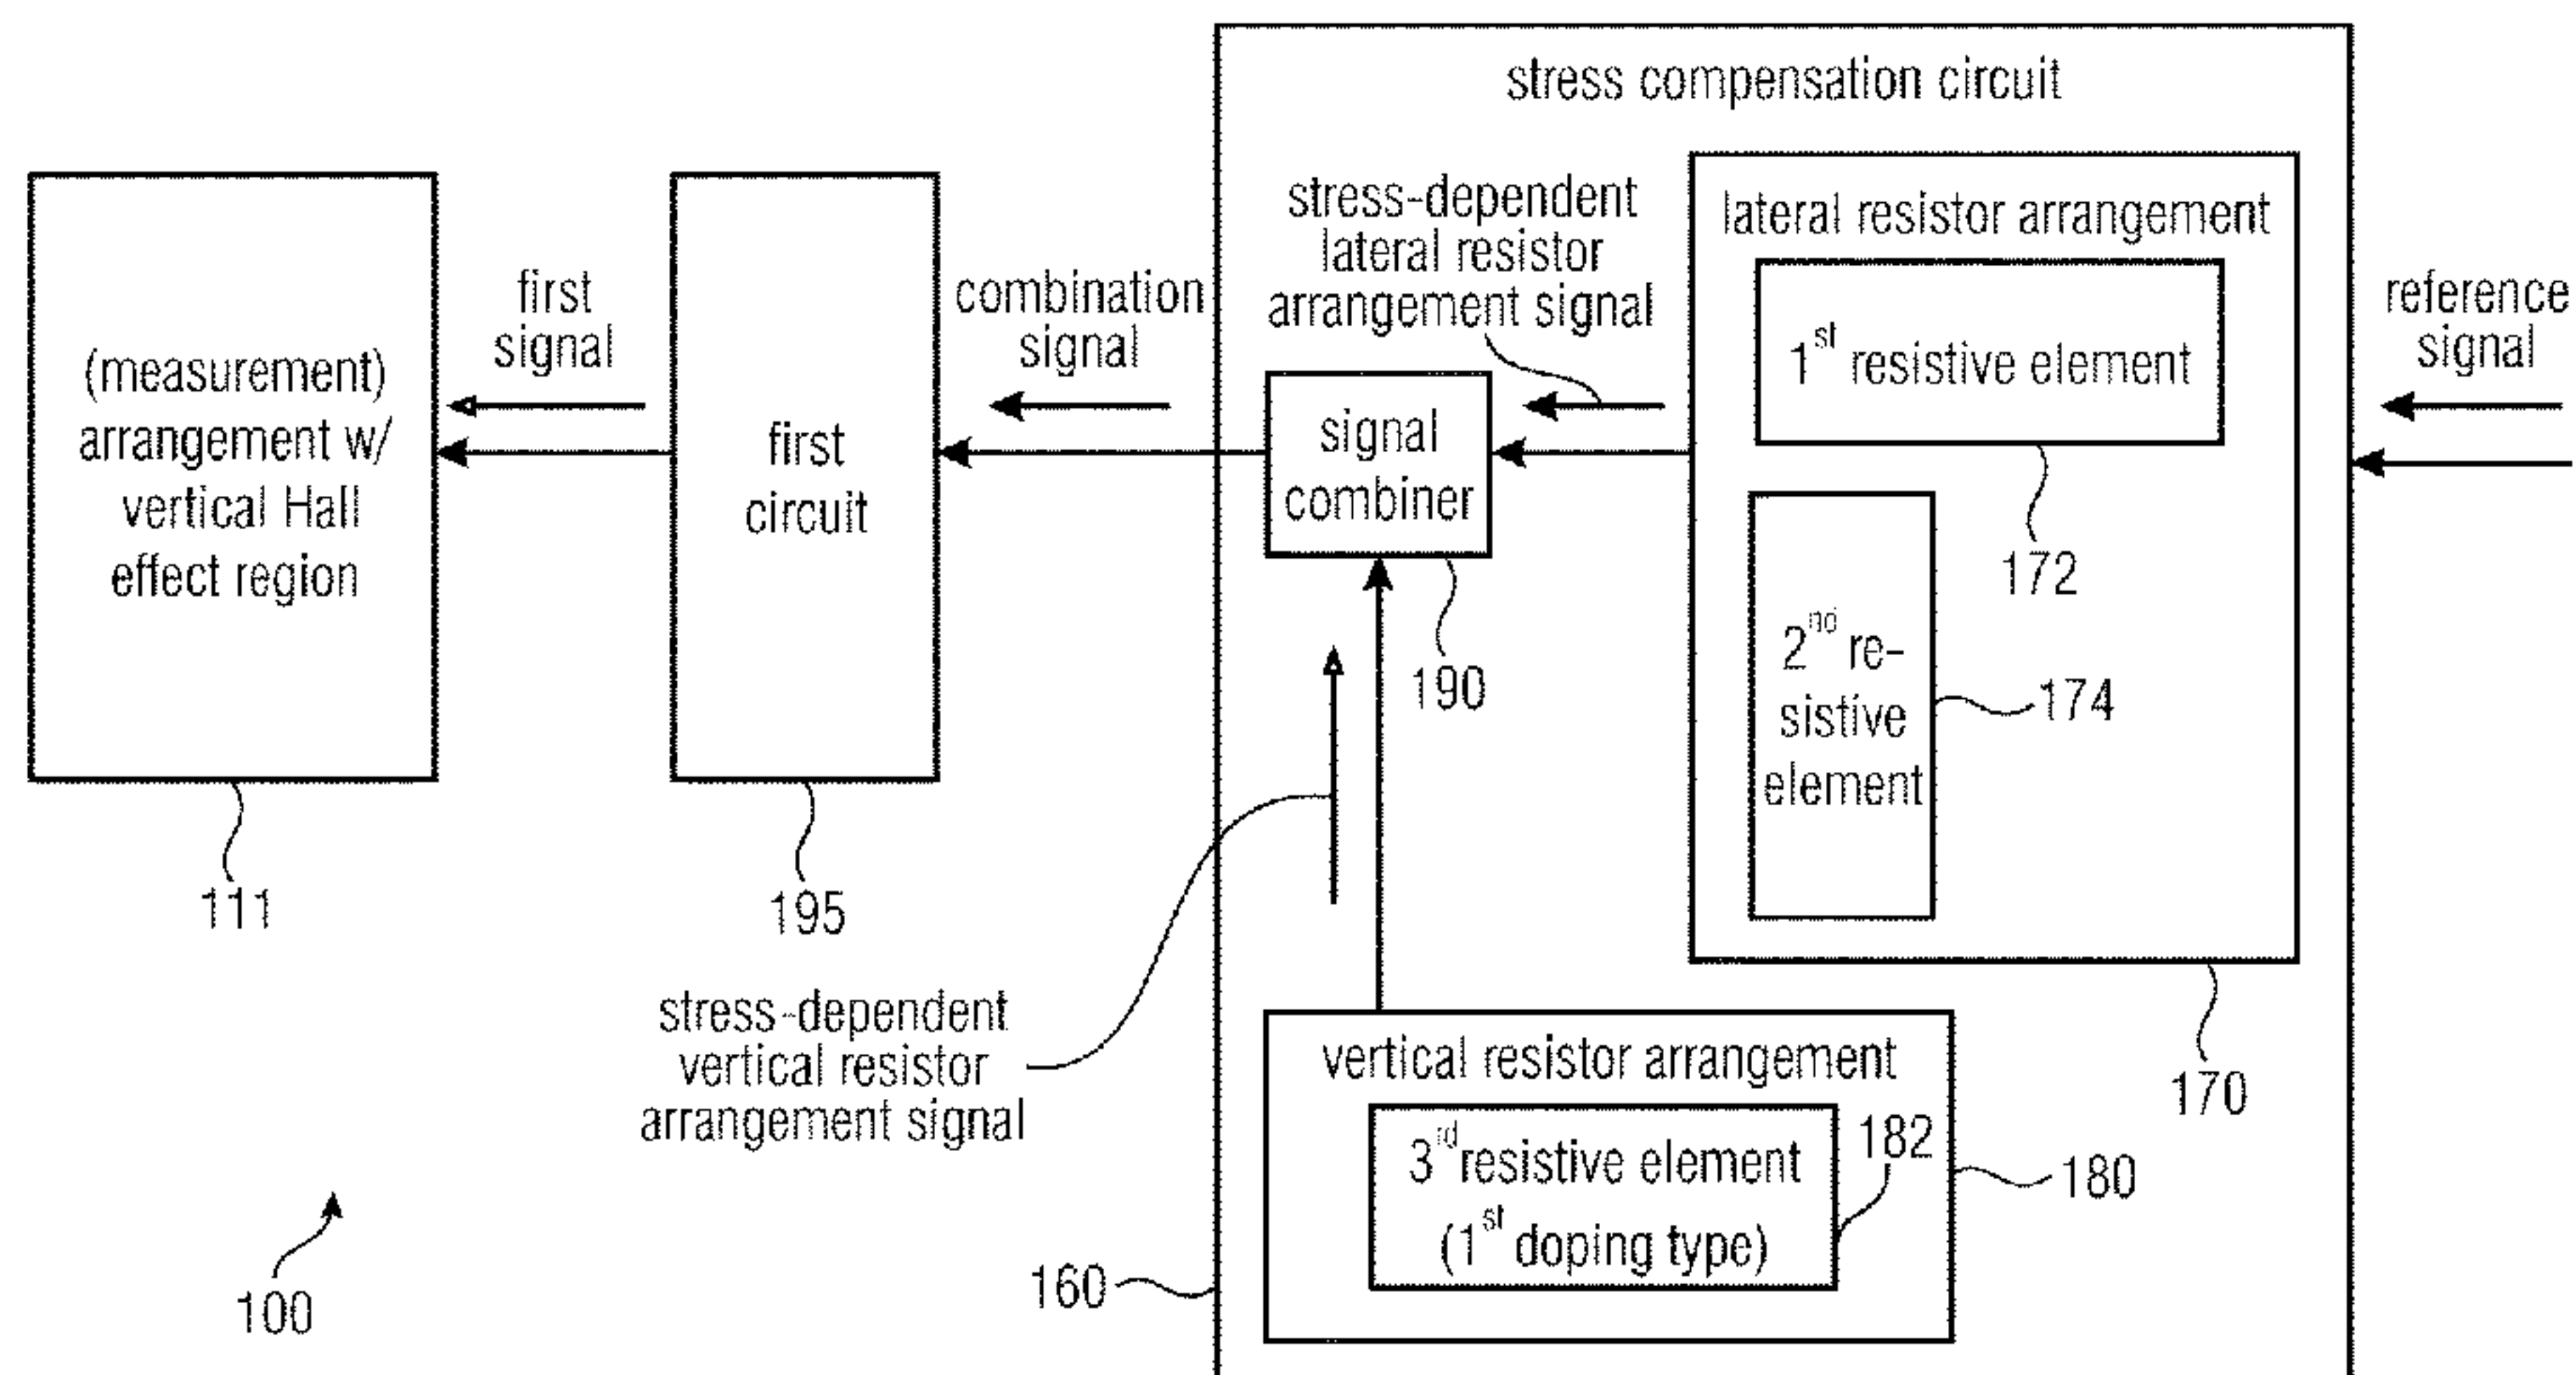 stress compensation circuit
(measurement)
arrangement w/
vertical Hall
effect region
111
first
signal
first
circuit
195
combination
signal
stress-dependent
lateral resistor
arrangement signal
signal
combiner
190
lateral resistor arrangement
1st resistive element
172
2nd re-
sistive
element
174
170
reference
signal
stress-dependent
vertical resistor
arrangement signal
vertical resistor arrangement
3rd resistive element
(1st doping type)
182
180
160
100